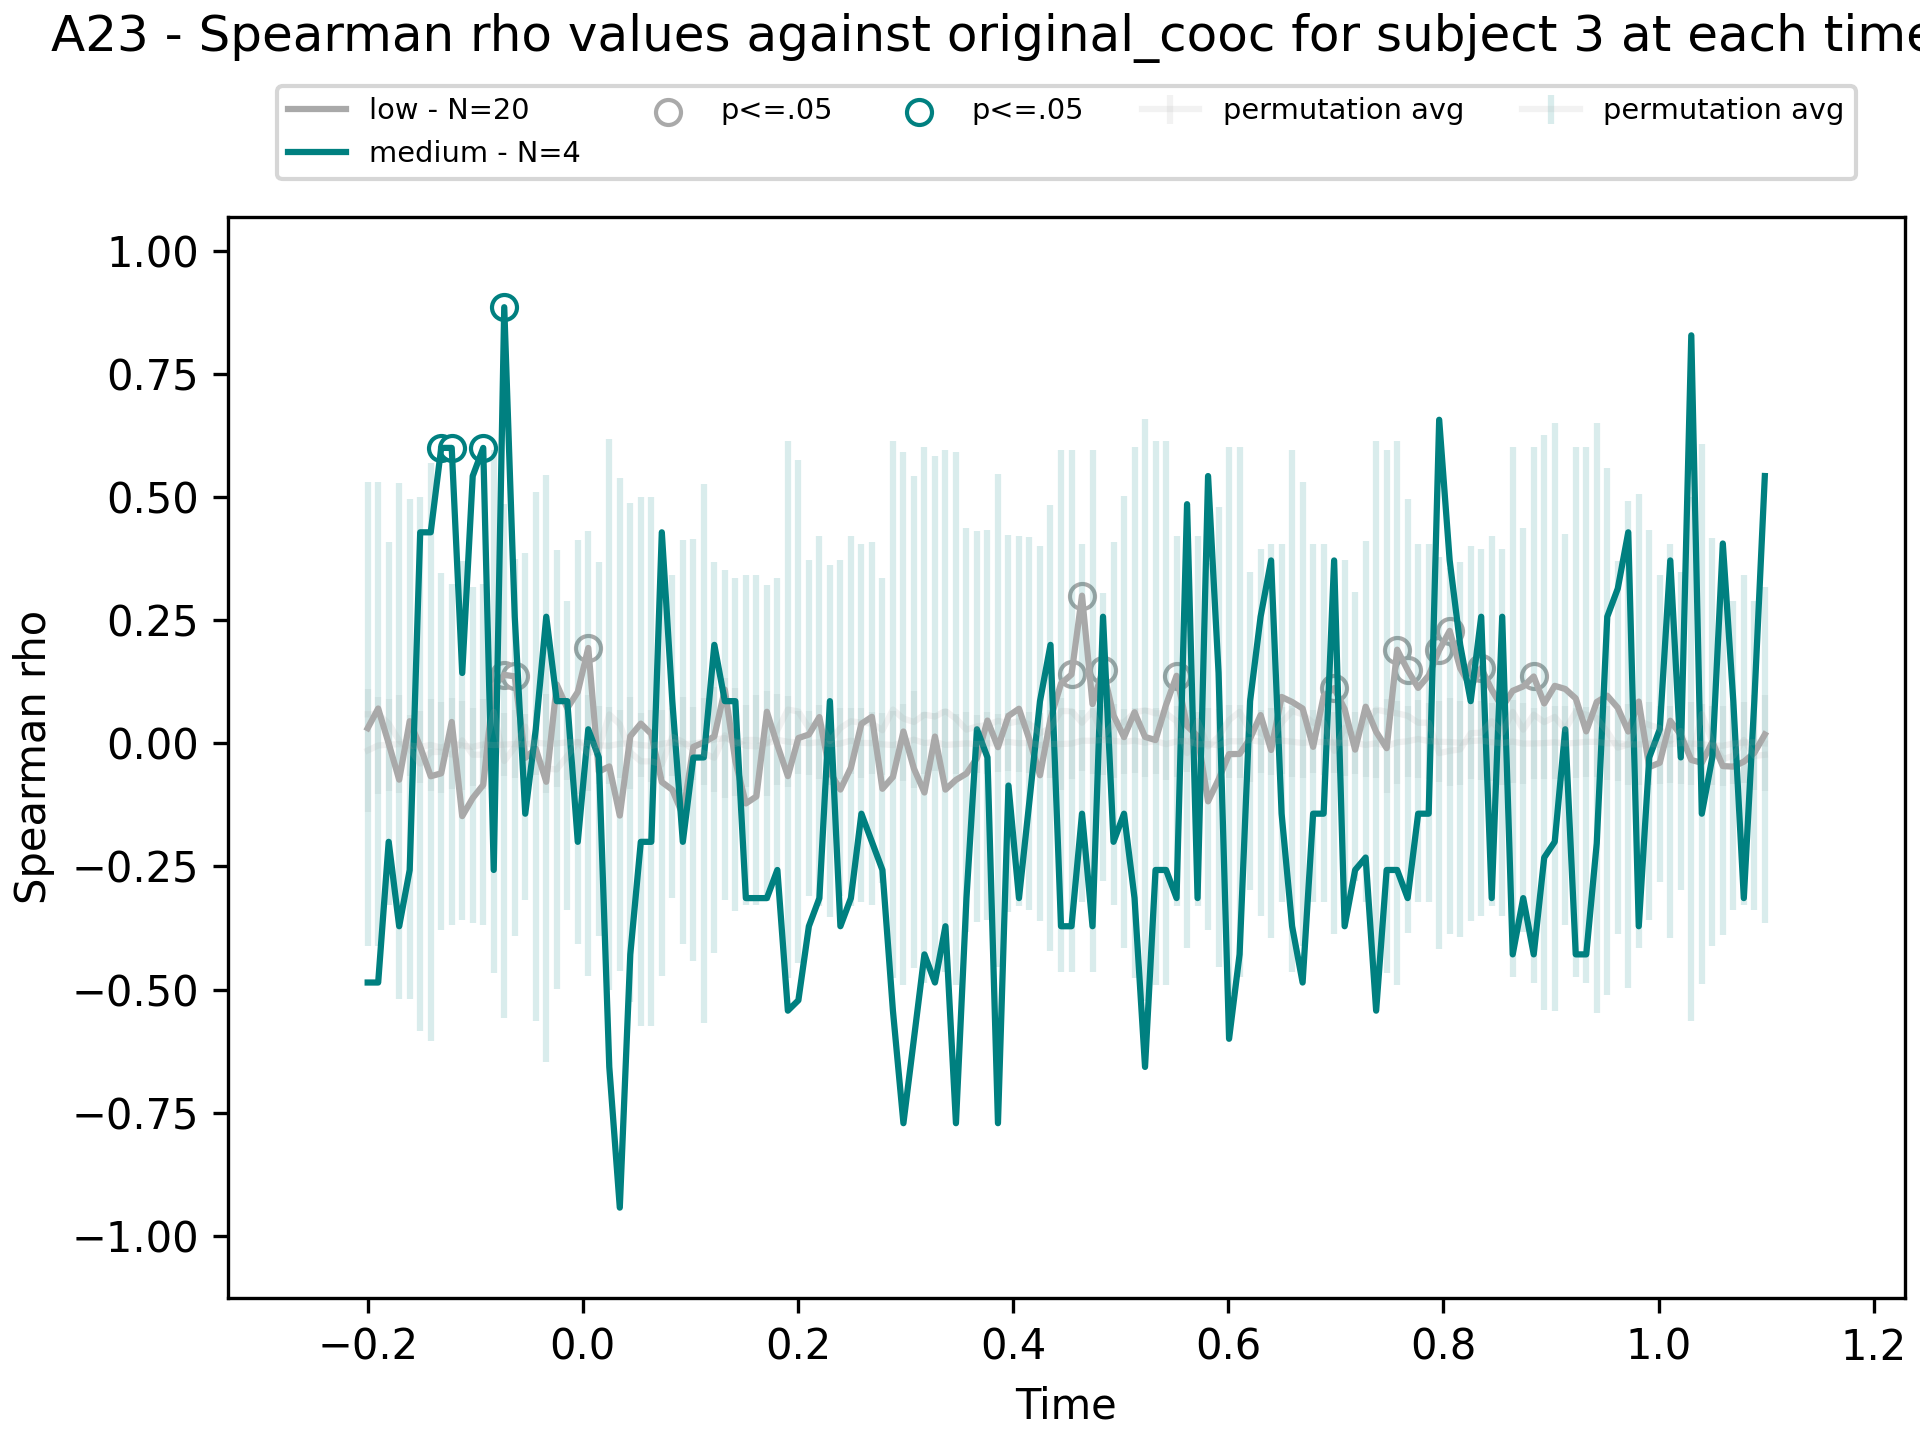 A23 - Spearman rho values against original_cooc for subject 3 at each time
low - N=20
p<=.05
p<=.05
permutation avg
permutation avg
medium - N=4
1.00
0.75
0.50
0.25
0.00
−0.25
−0.50
−0.75
−1.00
Spearman rho
−0.2
0.0
0.2
0.4
0.6
0.8
1.0
1.2
Time